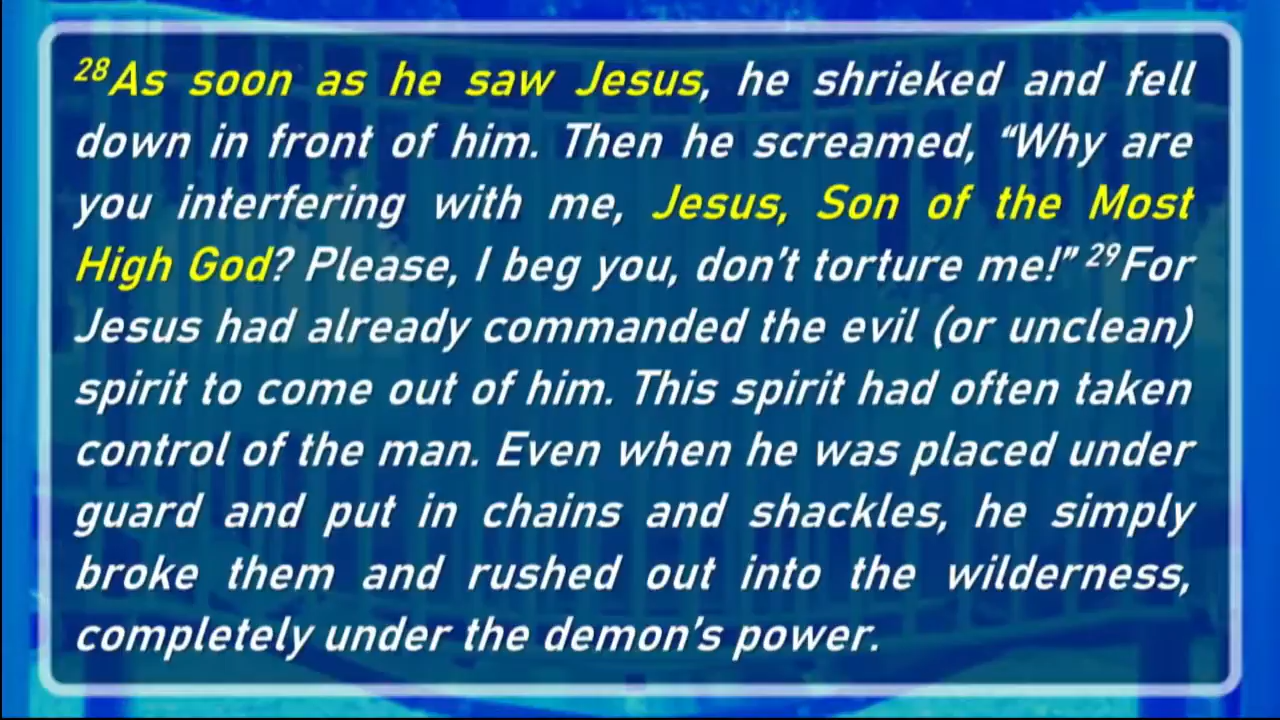 28As soon as he saw Jesus, he shrieked and fell
down in front of him. Then he screamed, “Why are
you interfering with me, Jesus, Son of the Most
High God? Please, I beg you, don’t torture me!” 29For
Jesus had already commanded the evil (or unclean)
spirit to come out of him. This spirit had often taken
control of the man. Even when he was placed under
guard and put in chains and shackles, he simply
broke them and rushed out into the wilderness,
completely under the demon’s power.